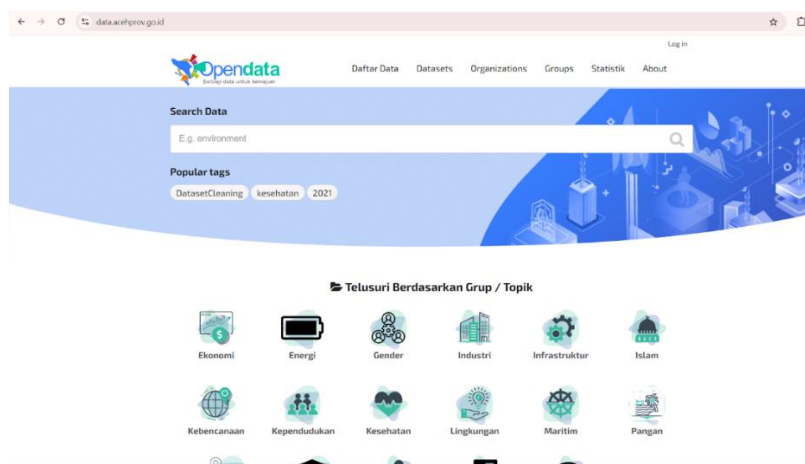 data.acehprov.go.id
Log in
Opendata
Berbagi data untuk kemajuan
Daftar Data Datasets Organizations Groups Statistik About
Search Data
E.g. environment
Popular tags
DatasetCleaning kesehatan 2021
Telusuri Berdasarkan Grup / Topik
Ekonomi Energi Gender Industri Infrastruktur Islam
Kebencanaan Kependudukan Kesehatan Lingkungan Maritim Pangan